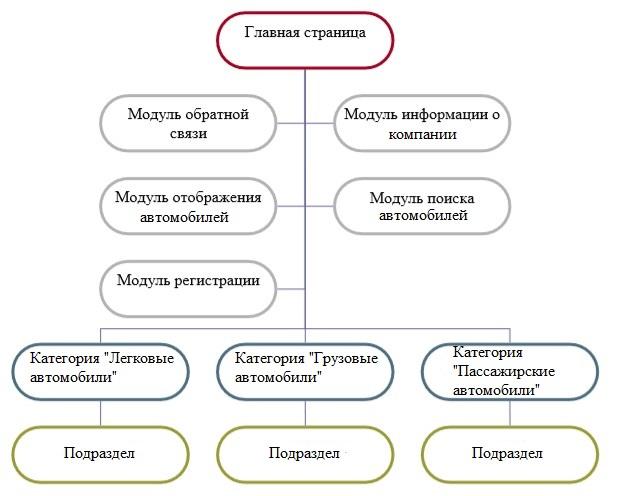 Главная страница
Модуль обратной
связи
Модуль информации о
компании
Модуль отображения
автомобилей
Модуль поиска
автомобилей
Модуль регистрации
Категория "Легковые
автомобили"
Категория "Грузовые
автомобили"
Категория
"Пассажирские
автомобили"
Подраздел
Подраздел
Подраздел